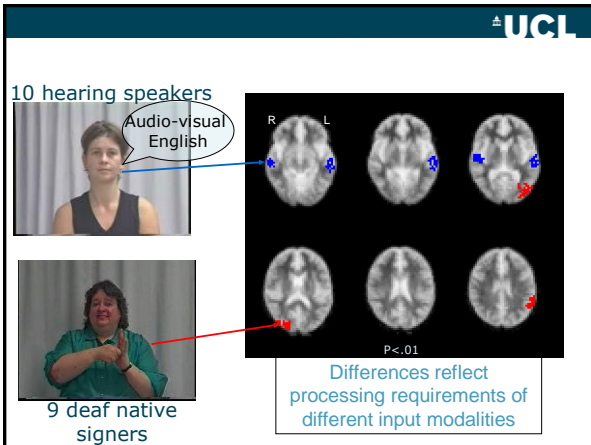 UCL
10 hearing speakers
Audio-visual
English
R L
P<.01
9 deaf native
signers
Differences reflect
processing requirements of
different input modalities